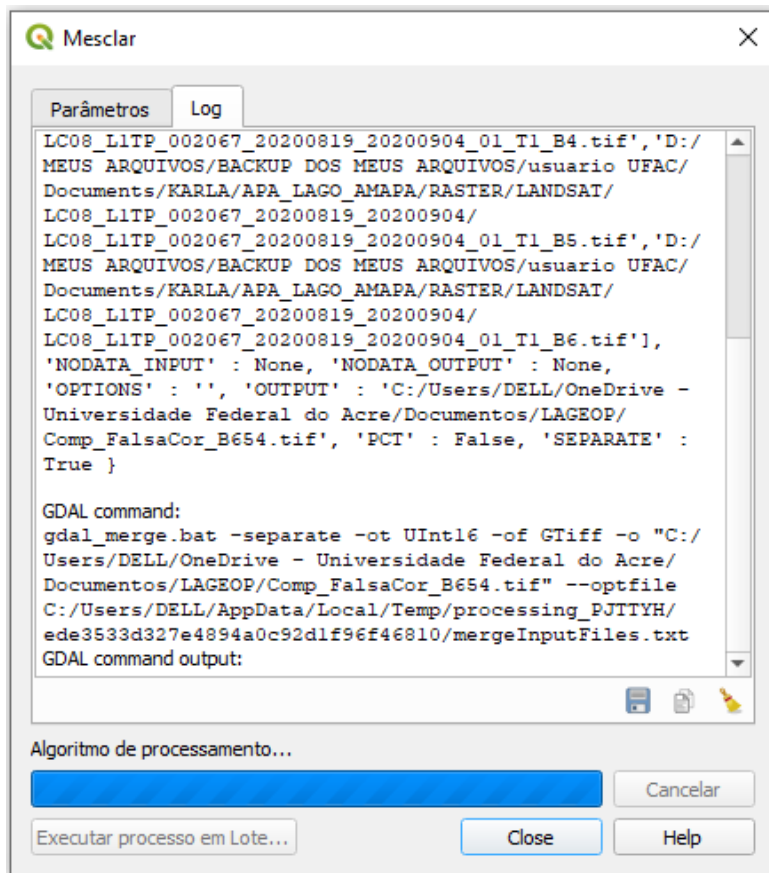 Mesclar
Parâmetros
Log
LC08_L1TP_002067_20200819_20200904_01_T1_B4.tif','D:/
MEUS ARQUIVOS/BACKUP DOS MEUS ARQUIVOS/usuario UFAC/
Documents/KARLA/APA_LAGO_AMAPA/RASTER/LANDSAT/
LC08_L1TP_002067_20200819_20200904/
LC08_L1TP_002067_20200819_20200904_01_T1_B5.tif','D:/
MEUS ARQUIVOS/BACKUP DOS MEUS ARQUIVOS/usuario UFAC/
Documents/KARLA/APA_LAGO_AMAPA/RASTER/LANDSAT/
LC08_L1TP_002067_20200819_20200904/
LC08_L1TP_002067_20200819_20200904_01_T1_B6.tif'],
'NODATA_INPUT' : None, 'NODATA_OUTPUT' : None,
'OPTIONS' : '', 'OUTPUT' : 'C:/Users/DELL/OneDrive -
Universidade Federal do Acre/Documentos/LAGEOP/
Comp_FalsaCor_B654.tif', 'PCT' : False, 'SEPARATE' :
True }
GDAL command:
gdal_merge.bat -separate -ot UInt16 -of GTiff -o "C:/
Users/DELL/OneDrive - Universidade Federal do Acre/
Documentos/LAGEOP/Comp_FalsaCor_B654.tif" --optfile
C:/Users/DELL/AppData/Local/Temp/processing_PJTTYH/
ede3533d327e4894a0c92d1f96f46810/mergeInputFiles.txt
GDAL command output:
Algoritmo de processamento...
Cancelar
Executar processo em Lote...
Close
Help